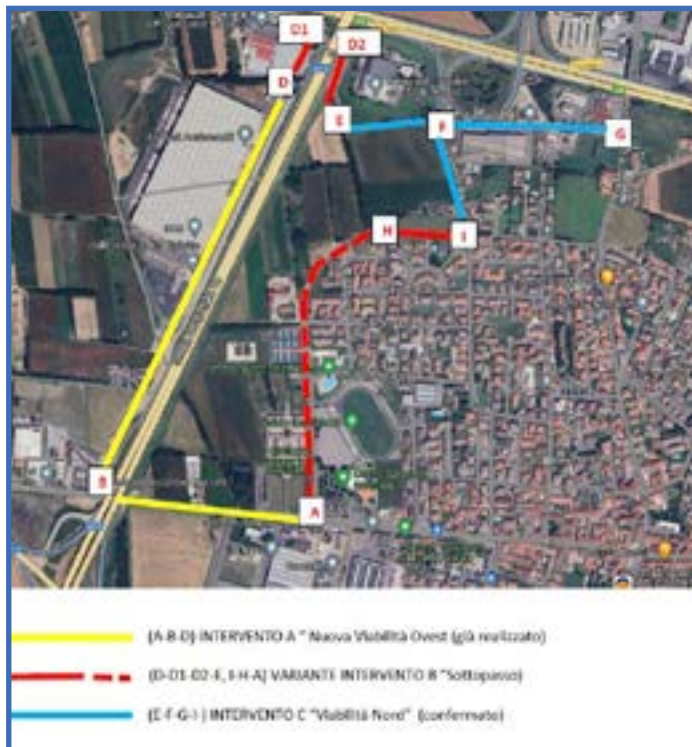 D1
D2
D
E
F
G
H
I
B
A
(A-B-D) INTERVENTO A " Nuova Viabilità Ovest (già realizzato)
(D-D1-D2-E, I-H-A) VARIANTE INTERVENTO B "Sottopasso)
(E-F-G-I ) INTERVENTO C "Viabilità Nord" (confermato)